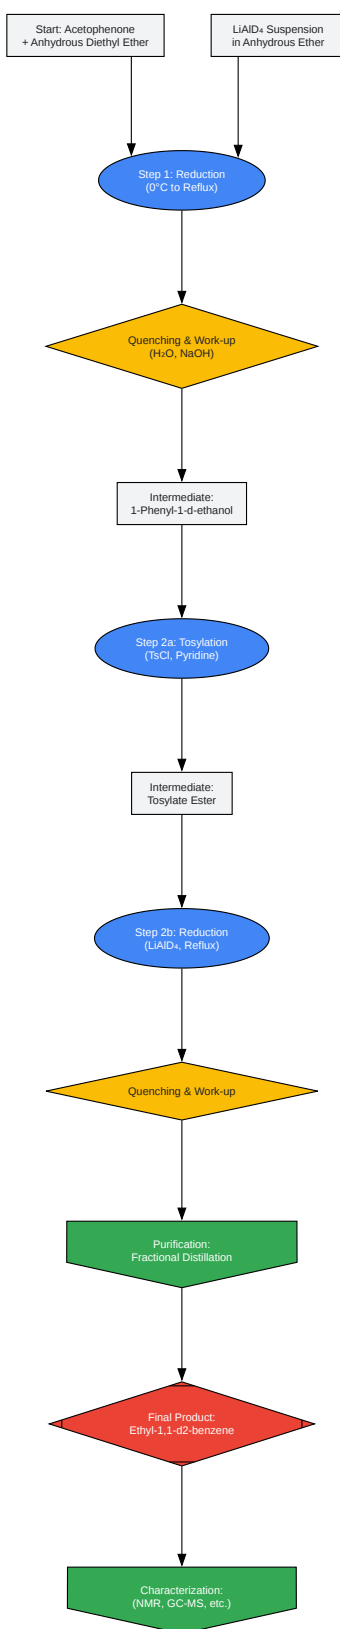 Start: Acetophenone
+ Anhydrous Diethyl Ether
LiAlD₄ Suspension
in Anhydrous Ether
Step 1: Reduction
(0°C to Reflux)
Quenching & Work-up
(H₂O, NaOH)
Intermediate:
1-Phenyl-1-d-ethanol
Step 2a: Tosylation
(TsCl, Pyridine)
Intermediate:
Tosylate Ester
Step 2b: Reduction
(LiAlD₄, Reflux)
Quenching & Work-up
Purification:
Fractional Distillation
Final Product:
Ethyl-1,1-d2-benzene
Characterization:
(NMR, GC-MS, etc.)